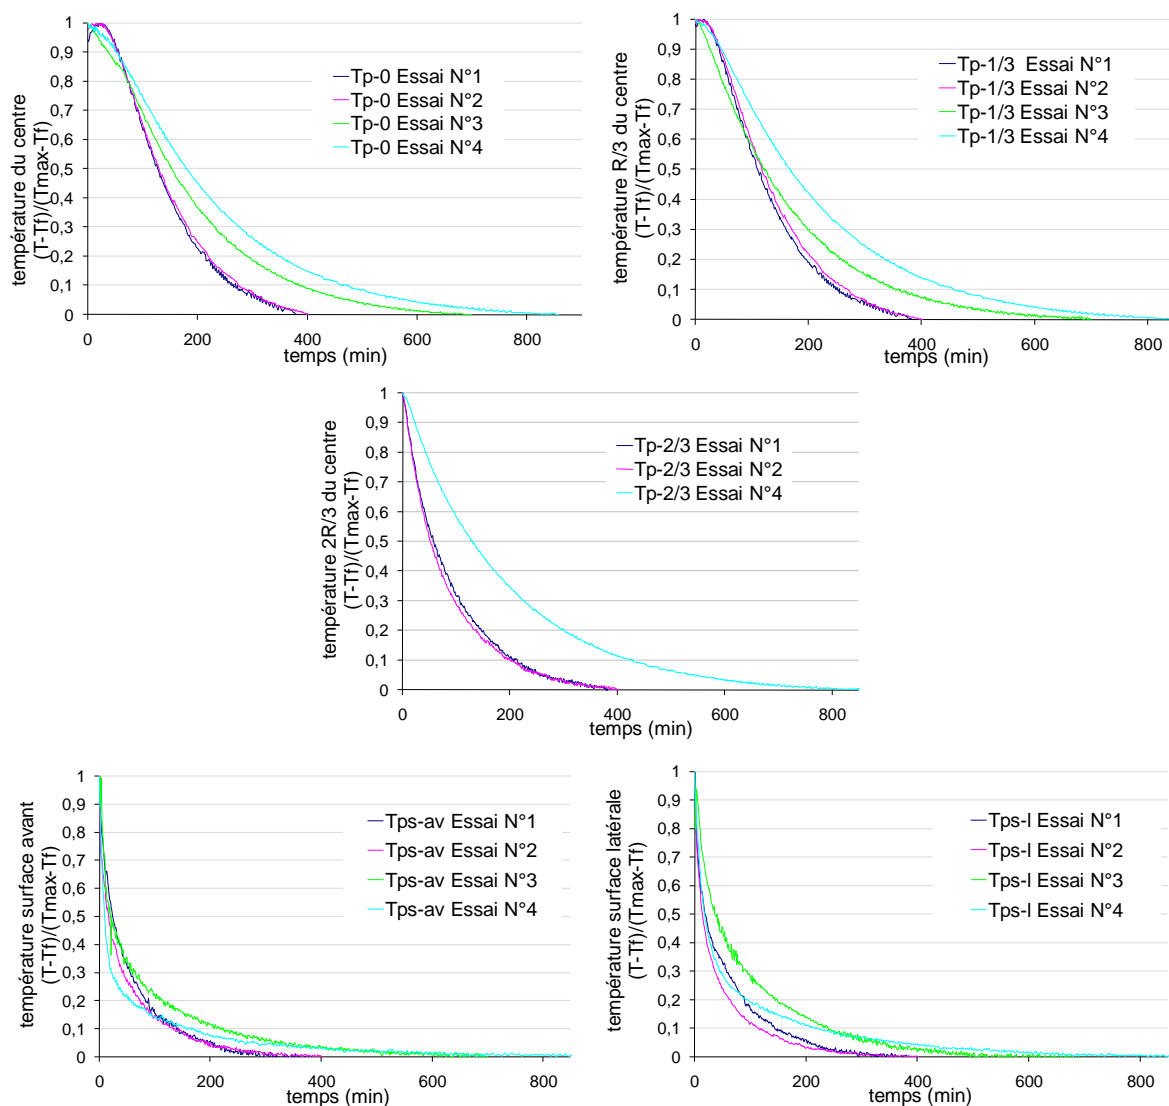 température du centre
(T-Tf)/(Tmax-Tf)
1
0,9
0,8
0,7
0,6
0,5
0,4
0,3
0,2
0,1
0
0
200
400
600
800
temps (min)
Tp-0 Essai N°1
Tp-0 Essai N°2
Tp-0 Essai N°3
Tp-0 Essai N°4
température R/3 du centre
(T-Tf)/(Tmax-Tf)
1
0,9
0,8
0,7
0,6
0,5
0,4
0,3
0,2
0,1
0
0
200
400
600
800
temps (min)
Tp-1/3 Essai N°1
Tp-1/3 Essai N°2
Tp-1/3 Essai N°3
Tp-1/3 Essai N°4
température 2R/3 du centre
(T-Tf)/(Tmax-Tf)
1
0,9
0,8
0,7
0,6
0,5
0,4
0,3
0,2
0,1
0
0
200
400
600
800
temps (min)
Tp-2/3 Essai N°1
Tp-2/3 Essai N°2
Tp-2/3 Essai N°4
température surface avant
(T-Tf)/(Tmax-Tf)
1
0,9
0,8
0,7
0,6
0,5
0,4
0,3
0,2
0,1
0
0
200
400
600
800
temps (min)
Tps-av Essai N°1
Tps-av Essai N°2
Tps-av Essai N°3
Tps-av Essai N°4
température surface latérale
(T-Tf)/(Tmax-Tf)
1
0,9
0,8
0,7
0,6
0,5
0,4
0,3
0,2
0,1
0
0
200
400
600
800
temps (min)
Tps-l Essai N°1
Tps-l Essai N°2
Tps-l Essai N°3
Tps-l Essai N°4